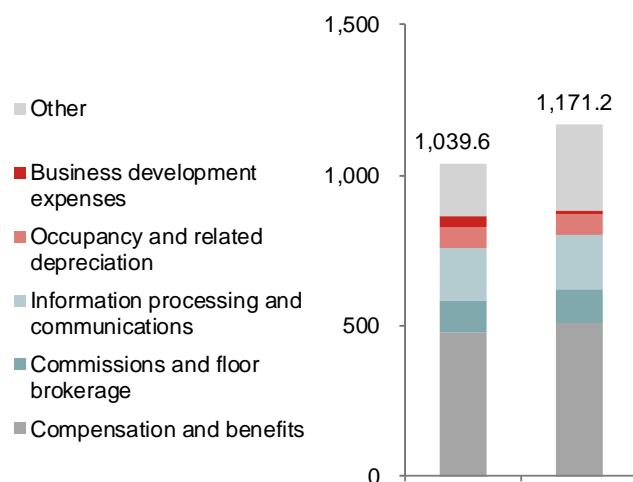 1,500
Other
1,171.2
1,039.6
Business development
expenses
1,000
Occupancy and related
depreciation
Information processing and
communications
500
Commissions and floor
brokerage
Compensation and benefits
0